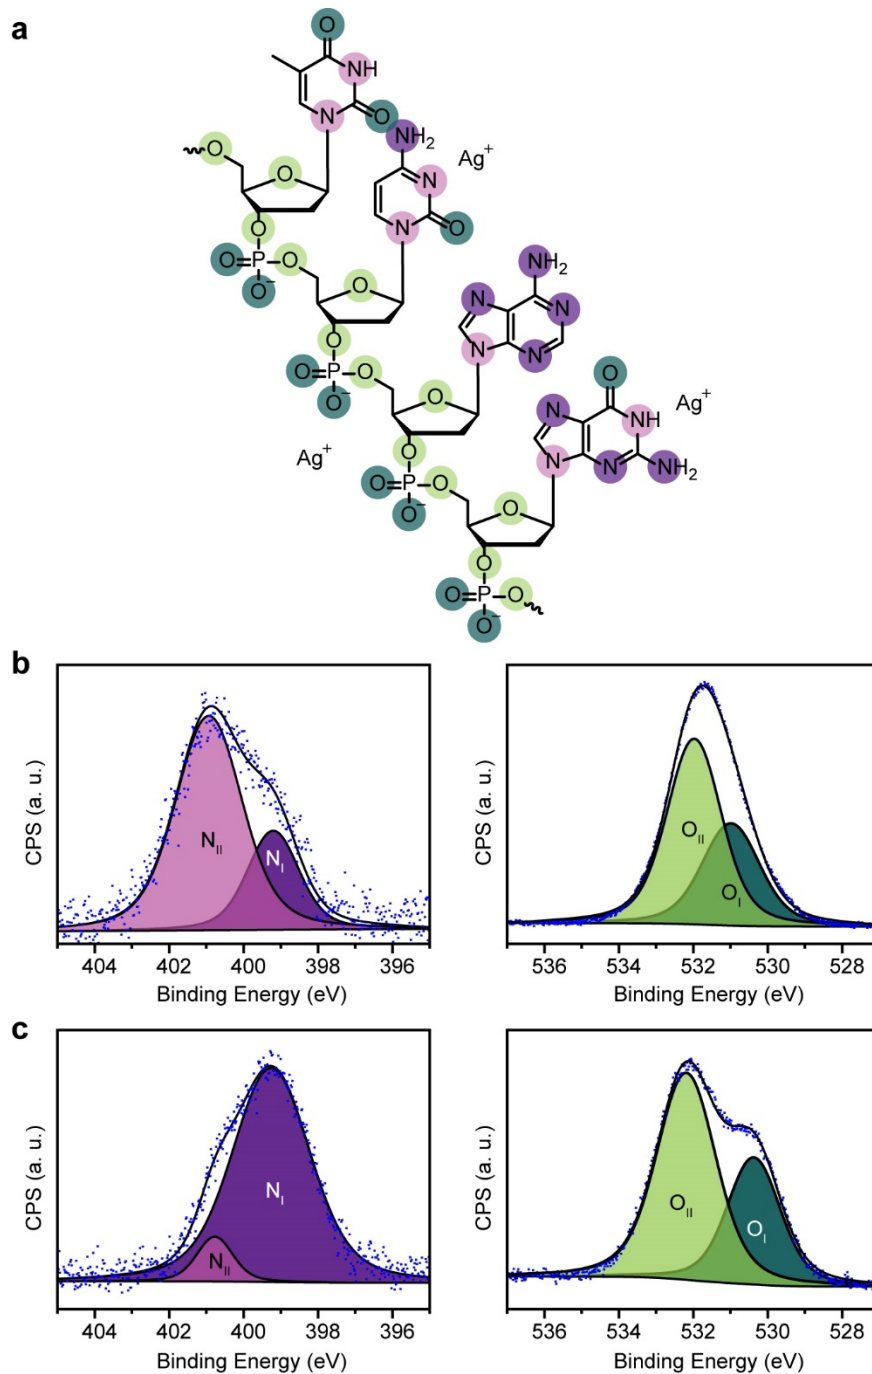 a
O
NH
N
O
NH2
Ag+
O
O
N
N
O
O
O=P–O
O−
O
NH2
N
N
N
N
O
O=P–O
O−
O
O
Ag+
N
NH
Ag+
N
N
NH2
O
O=P–O
O−
O
O
O=P–O
O−
b
CPS (a. u.)
NII
NI
404 402 400 398 396
Binding Energy (eV)
CPS (a. u.)
OII
OI
536 534 532 530 528
Binding Energy (eV)
c
CPS (a. u.)
NI
NII
404 402 400 398 396
Binding Energy (eV)
CPS (a. u.)
OII
OI
536 534 532 530 528
Binding Energy (eV)